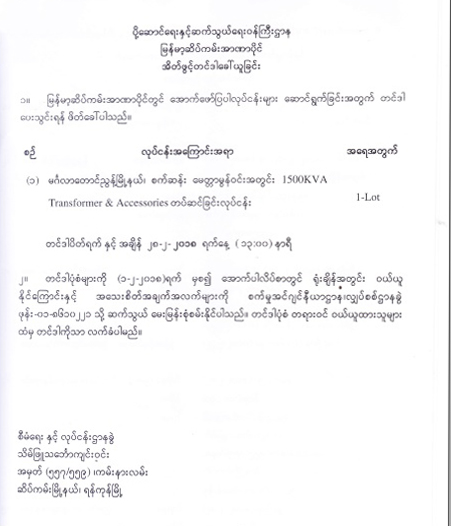 ပို့ဆောင်ရေးနှင့်ဆက်သွယ်ရေးဝန်ကြီးဌာန
မြန်မာ့ဆိပ်ကမ်းအာဏာပိုင်
အိတ်ဖွင့်တင်ဒါခေါ်ယူခြင်း
၁။ မြန်မာ့ဆိပ်ကမ်းအာဏာပိုင်တွင် အောက်ဖော်ပြပါလုပ်ငန်းများ ဆောင်ရွက်ခြင်းအတွက် တင်ဒါ
ပေးသွင်းရန် ဖိတ်ခေါ်ပါသည်။
စဉ် လုပ်ငန်းအကြောင်းအရာ အရေအတွက်
(၁) မင်္ဂလာတောင်ညွန့်မြို့နယ်၊ စက်ဆန်း မေတ္တာမွန်ဝင်းအတွင်း 1500KVA
Transformer & Accessories တပ်ဆင်ခြင်းလုပ်ငန်း 1-Lot
တင်ဒါပိတ်ရက် နှင့် အချိန် ၂၈-၂-၂၀၁၈ ရက်နေ့ (၁၃:၀၀) နာရီ
၂။ တင်ဒါပုံစံများကို (၁-၂-၂၀၁၈)ရက် မှစ၍ အောက်ပါလိပ်စာတွင် ရုံးချိန်အတွင်း ဝယ်ယူ
နိုင်ကြောင်းနှင့် အသေးစိတ်အချက်အလက်များကို စက်မှုအင်ဂျင်နီယာဌာန၊လျှပ်စစ်ဌာနခွဲ
ဖုန်း-၀၁-၈၆၁၀၂၂၁ သို့ ဆက်သွယ် မေးမြန်းစုံစမ်းနိုင်ပါသည်။ တင်ဒါပုံစံ တရားဝင် ဝယ်ယူထားသူများ
ထံမှ တင်ဒါကိုသာ လက်ခံပါမည်။
စီမံရေး နှင့် လုပ်ငန်းဌာနခွဲ
သိမ်ဖြူသင်္ဘောကျင်းဝင်း
အမှတ် (၅၅၇/၅၅၉) ၊ကမ်းနားလမ်း
ဆိပ်ကမ်းမြို့နယ်၊ ရန်ကုန်မြို့